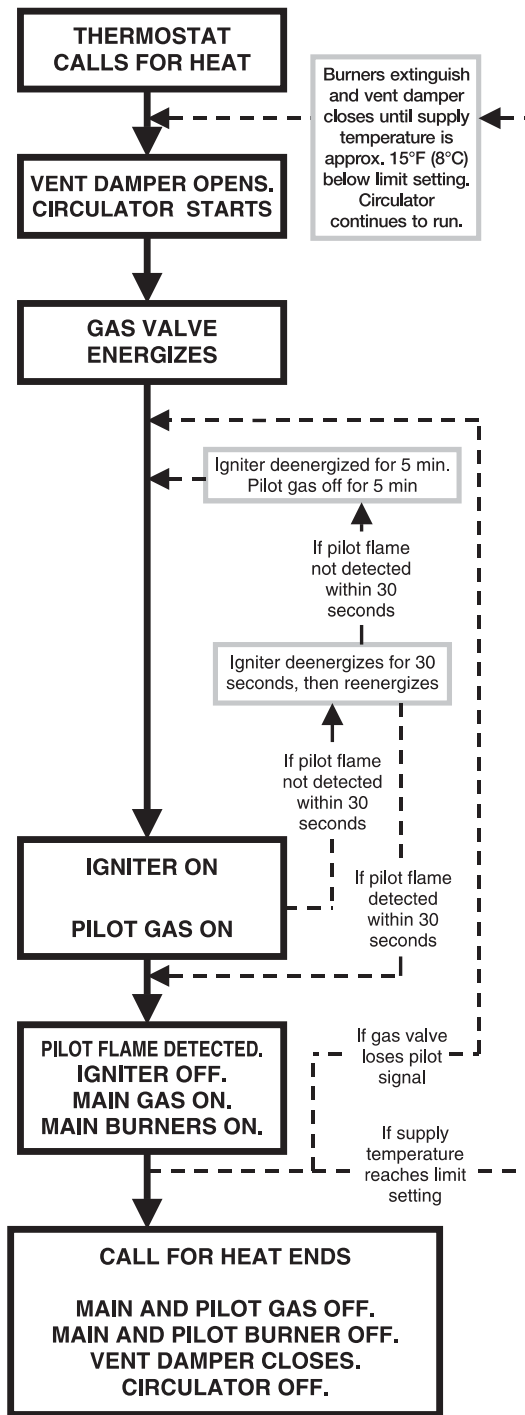 THERMOSTAT
CALLS FOR HEAT
Burners extinguish
and vent damper
closes until supply
temperature is
approx. 15°F (8°C)
below limit setting.
Circulator
continues to run.
VENT DAMPER OPENS.
CIRCULATOR STARTS
GAS VALVE
ENERGIZES
Igniter deenergized for 5 min.
Pilot gas off for 5 min
If pilot flame
not detected
within 30
seconds
Igniter deenergizes for 30
seconds, then reenergizes
If pilot flame
not detected
within 30
seconds
If pilot flame
detected
within 30
seconds
IGNITER ON
PILOT GAS ON
PILOT FLAME DETECTED.
IGNITER OFF.
MAIN GAS ON.
MAIN BURNERS ON.
If gas valve
loses pilot
signal
If supply
temperature
reaches limit
setting
CALL FOR HEAT ENDS
MAIN AND PILOT GAS OFF.
MAIN AND PILOT BURNER OFF.
VENT DAMPER CLOSES.
CIRCULATOR OFF.